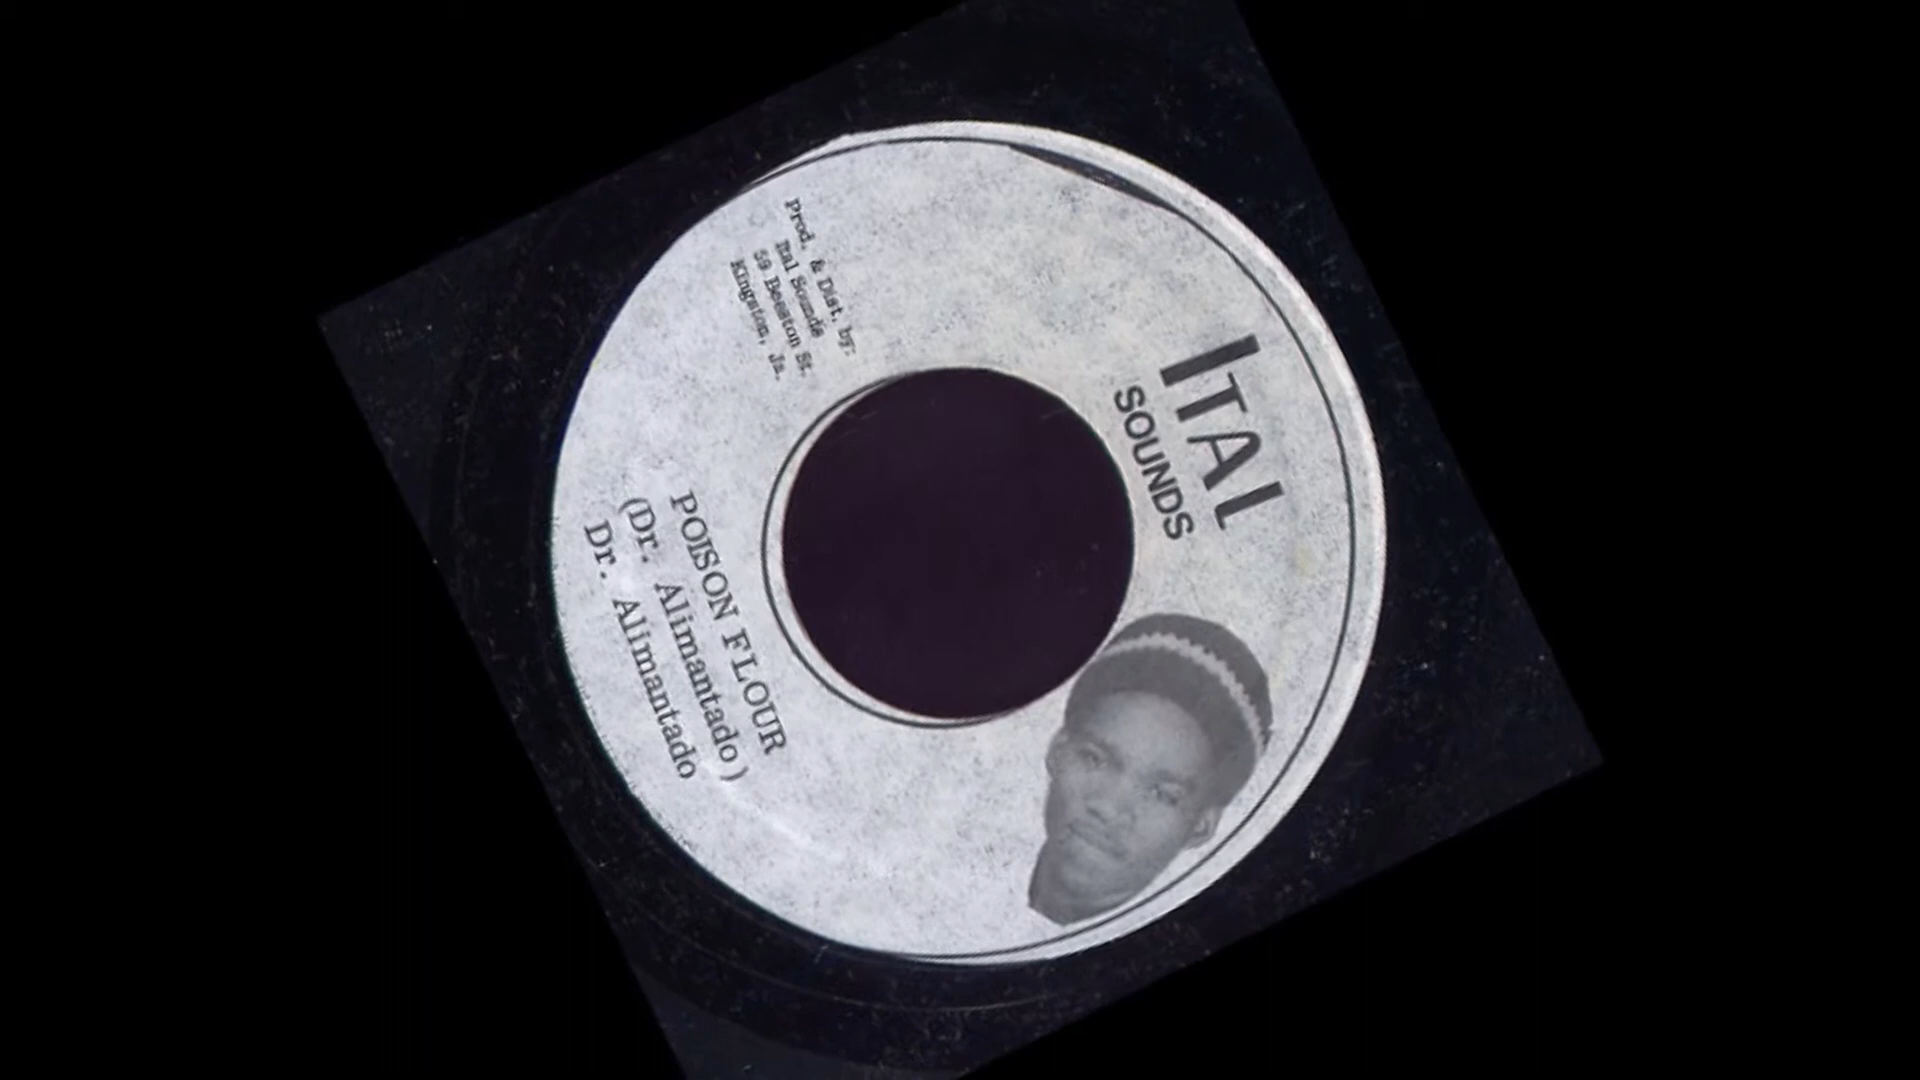 ITAL
SOUNDS
Prod. & Dist. by:
Ital Sounds
59 Beeston St.
Kingston, Ja.
POISON FLOUR
(Dr. Alimantado)
Dr. Alimantado